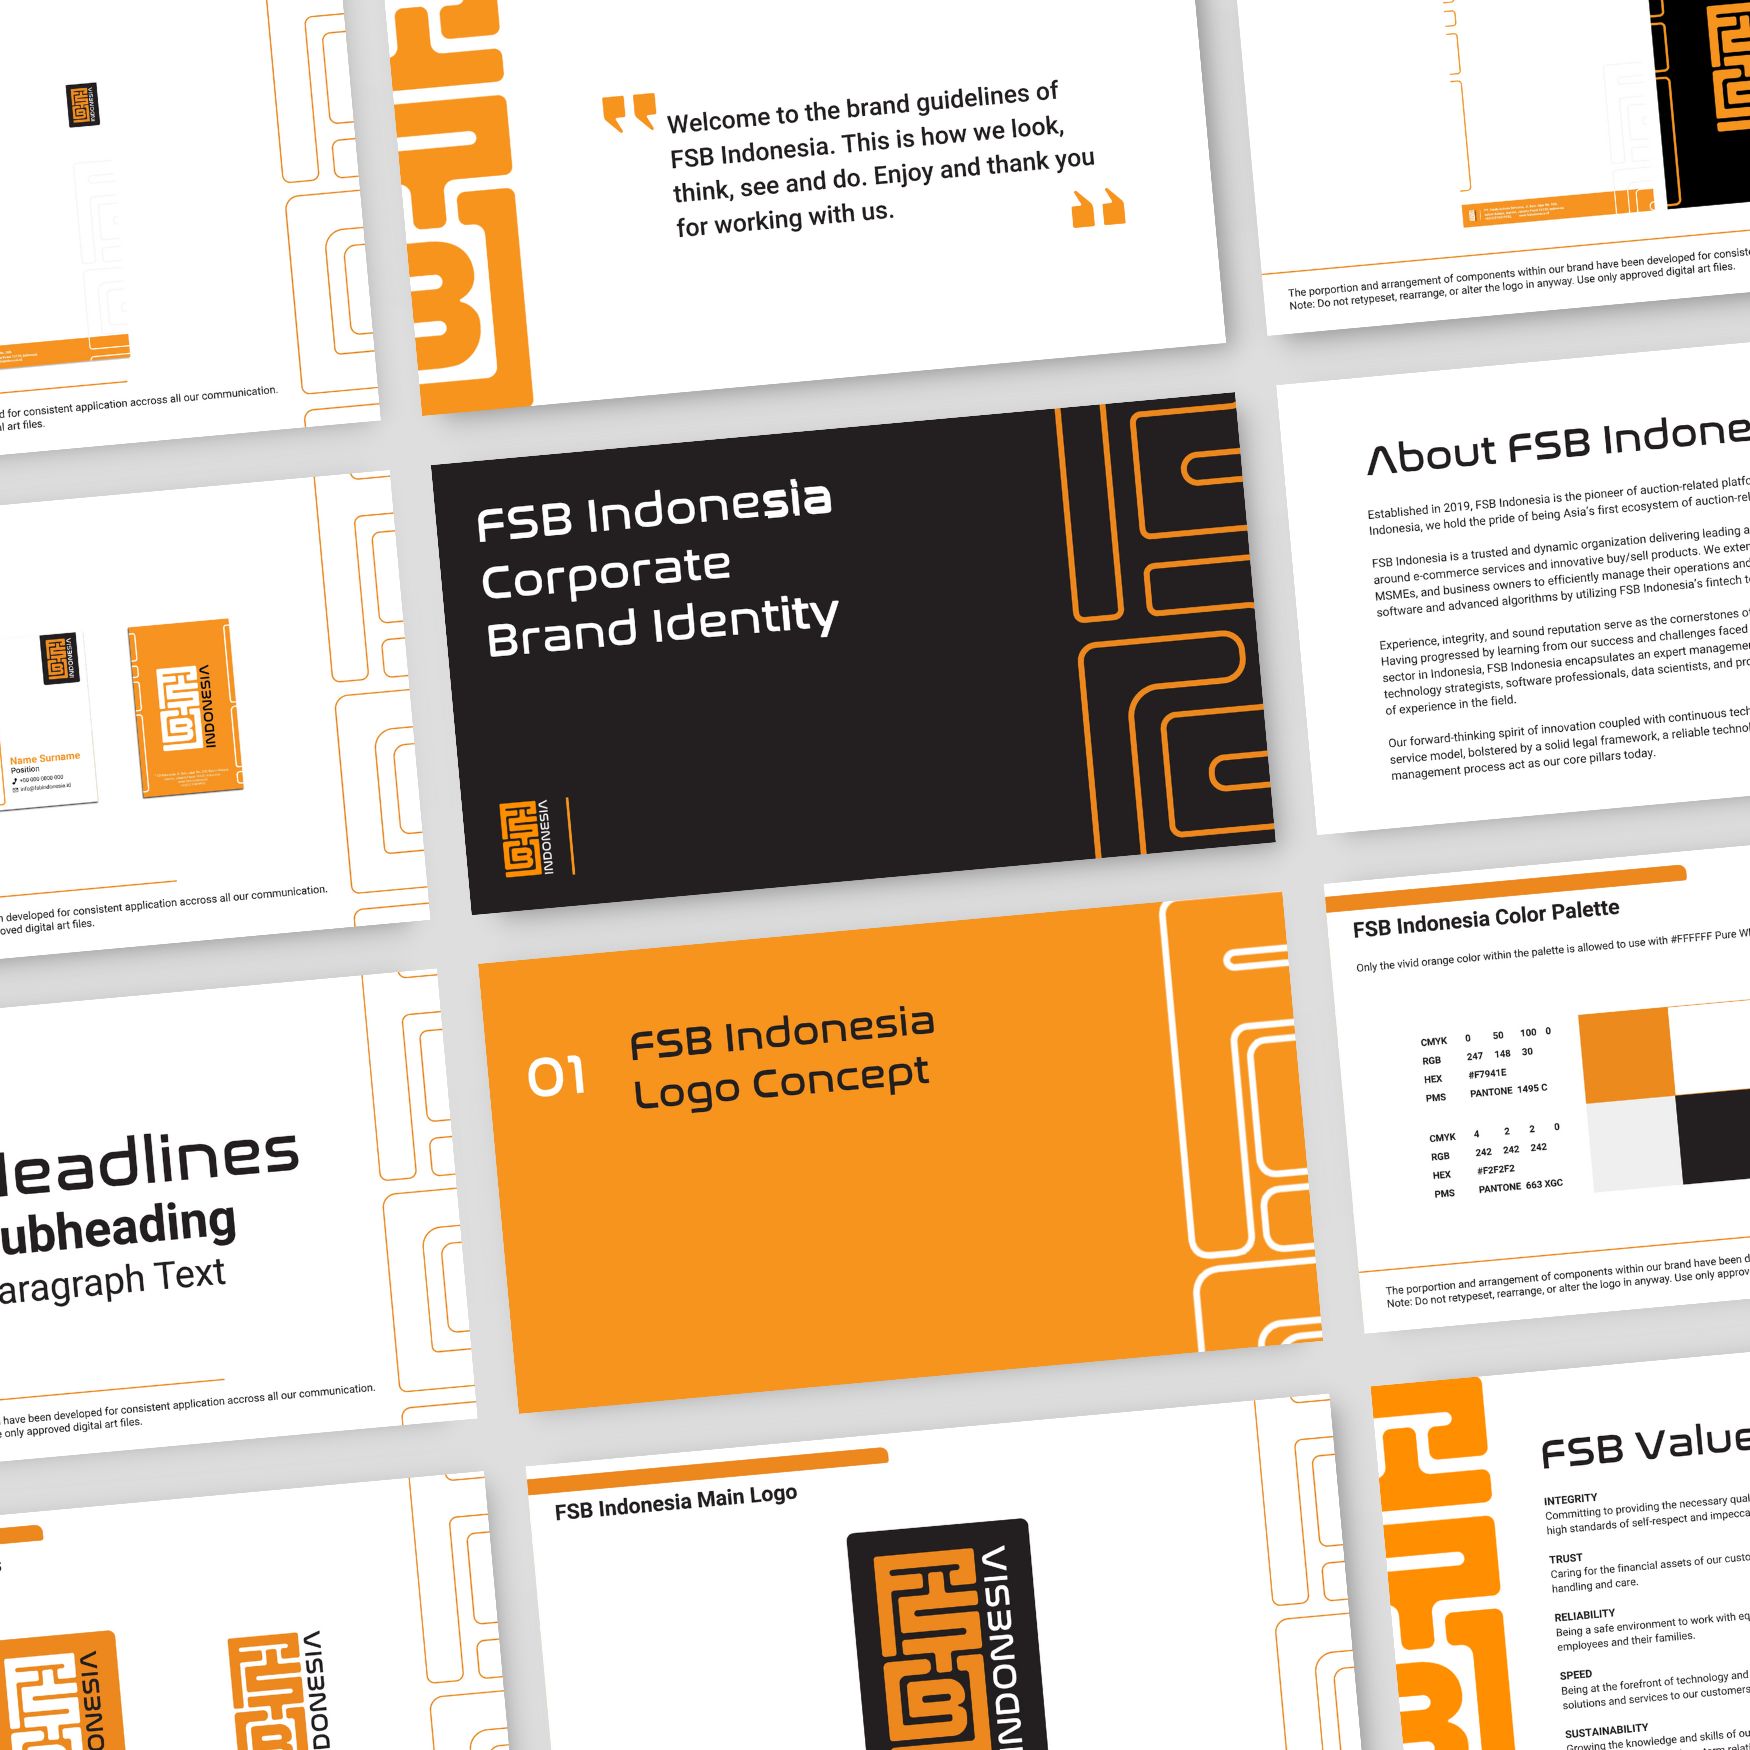 INDONESIA
d for consistent application accross all our communication.
al art files.
Welcome to the brand guidelines of
FSB Indonesia. This is how we look,
think, see and do. Enjoy and thank you
for working with us.
The porportion and arrangement of components within our brand have been developed for consiste
Note: Do not retypeset, rearrange, or alter the logo in anyway. Use only approved digital art files.
INDONESIA
Name Surname
Position
+00 000 0800 000
info@fsbindonesia.id
INDONESIA
n developed for consistent application accross all our communication.
oved digital art files.
FSB Indonesia
Corporate
Brand Identity
INDONESIA
About FSB Indone
Established in 2019, FSB Indonesia is the pioneer of auction-related platfo
Indonesia, we hold the pride of being Asia's first ecosystem of auction-rel
FSB Indonesia is a trusted and dynamic organization delivering leading a
around e-commerce services and innovative buy/sell products. We exten
MSMEs, and business owners to efficiently manage their operations and
software and advanced algorithms by utilizing FSB Indonesia's fintech t
Experience, integrity, and sound reputation serve as the cornerstones of
Having progressed by learning from our success and challenges faced
sector in Indonesia, FSB Indonesia encapsulates an expert managemen
technology strategists, software professionals, data scientists, and pro
of experience in the field.
Our forward-thinking spirit of innovation coupled with continuous tech
service model, bolstered by a solid legal framework, a reliable technol
management process act as our core pillars today.
Headlines
ubheading
aragraph Text
have been developed for consistent application accross all our communication.
e only approved digital art files.
01
FSB Indonesia
Logo Concept
FSB Indonesia Color Palette
Only the vivid orange color within the palette is allowed to use with #FFFFFF Pure Wh
CMYK 0 50 100 0
RGB 247 148 30
HEX #F7941E
PMS PANTONE 1495 C
CMYK 4 2 2 0
RGB 242 242 242
HEX #F2F2F2
PMS PANTONE 663 XGC
The porportion and arrangement of components within our brand have been d
Note: Do not retypeset, rearrange, or alter the logo in anyway. Use only approv
s
INDONESIA
INDONESIA
FSB Indonesia Main Logo
INDONESIA
FSB Value
INTEGRITY
Committing to providing the necessary qual
high standards of self-respect and impecca
TRUST
Caring for the financial assets of our custo
handling and care.
RELIABILITY
Being a safe environment to work with eq
employees and their families.
SPEED
Being at the forefront of technology and
solutions and services to our customers
SUSTAINABILITY
Growing the knowledge and skills of ou